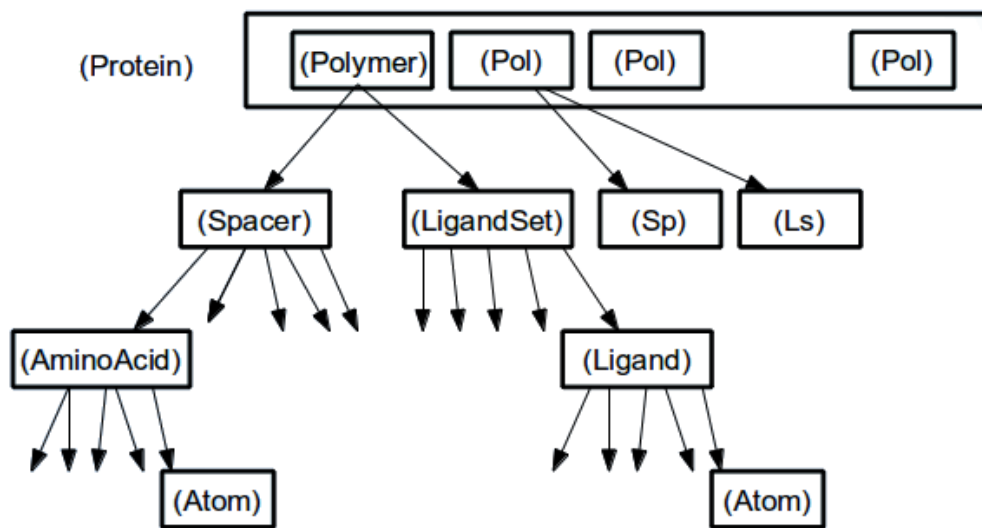 (Protein) (Polymer) (Pol) (Pol) (Pol)
(Spacer) (LigandSet) (Sp) (Ls)
(AminoAcid) (Ligand)
(Atom) (Atom)